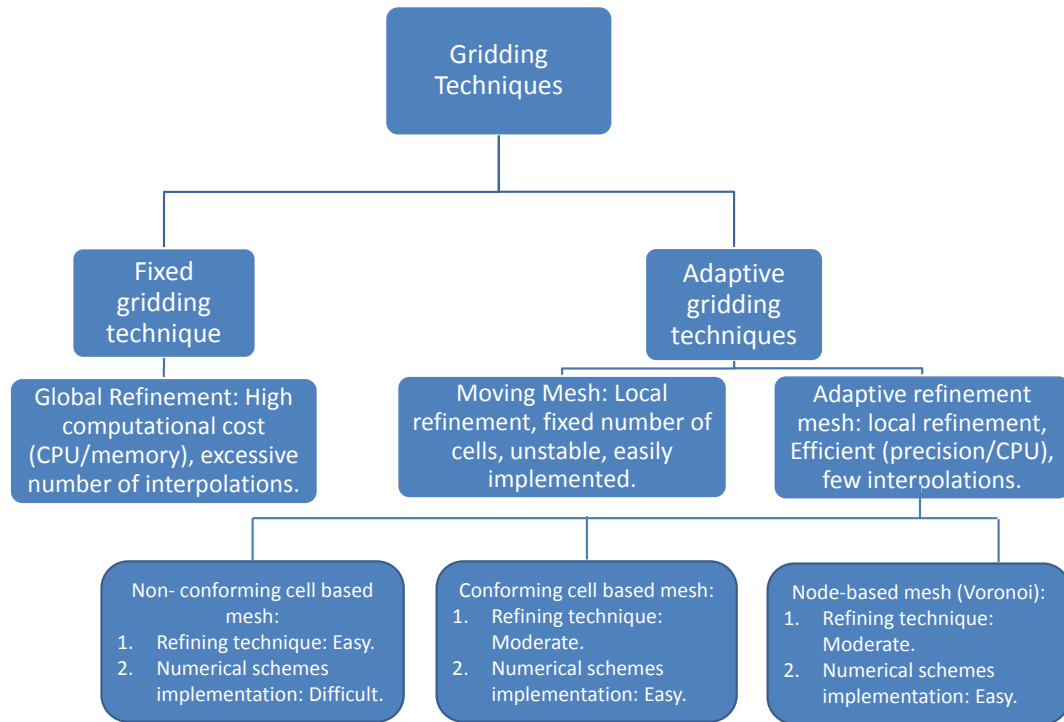 Gridding
Techniques
Fixed
gridding
technique
Adaptive
gridding
techniques
Global Refinement: High
computational cost
(CPU/memory), excessive
number of interpolations.
Moving Mesh: Local
refinement, fixed number of
cells, unstable, easily
implemented.
Adaptive refinement
mesh: local refinement,
Efficient (precision/CPU),
few interpolations.
Non- conforming cell based
mesh:
1. Refining technique: Easy.
2. Numerical schemes
implementation: Difficult.
Conforming cell based mesh:
1. Refining technique:
Moderate.
2. Numerical schemes
implementation: Easy.
Node-based mesh (Voronoi):
1. Refining technique:
Moderate.
2. Numerical schemes
implementation: Easy.